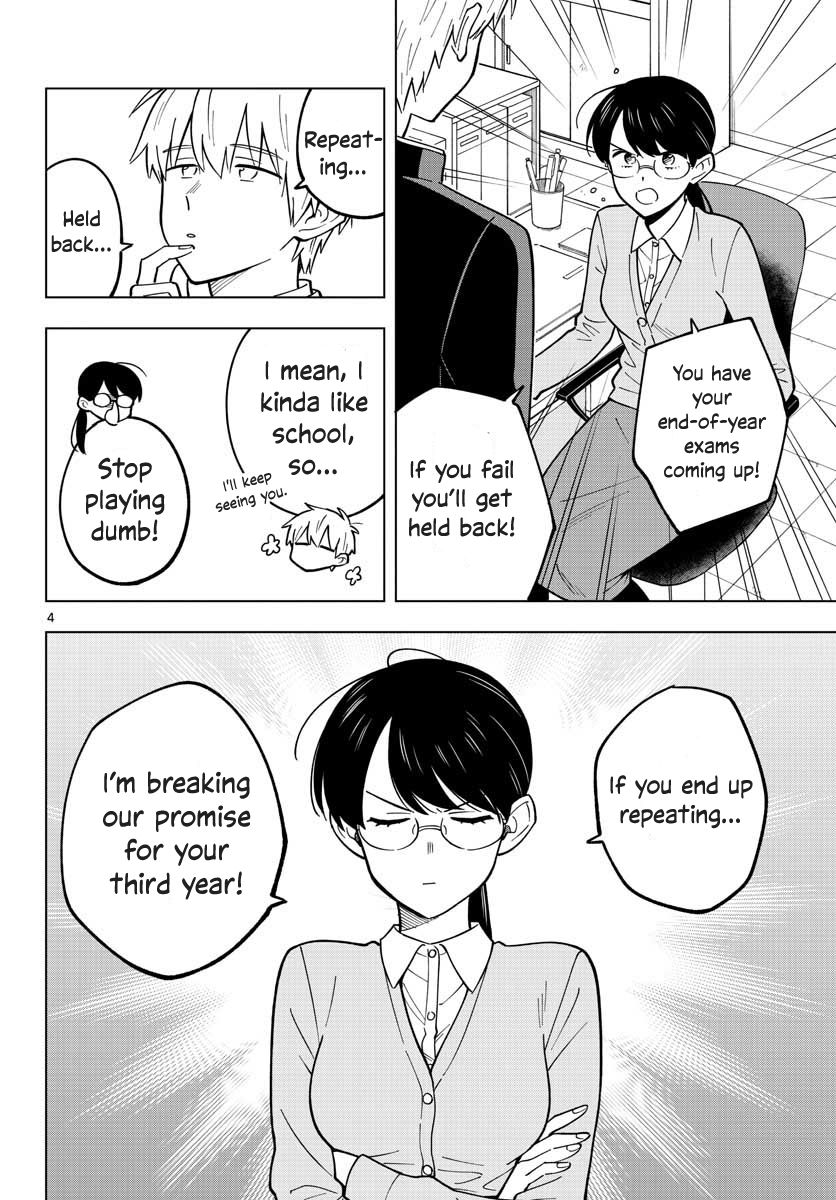 You have
your
end-of-year
exams
coming up!
If you fail
you'll get
held back!
Repeat-
ing...
Held
back...
I mean, I
kinda like
school,
so...
I'll keep
seeing you.
Stop
playing
dumb!
4
If you end up
repeating...
I'm breaking
our promise
for your
third year!